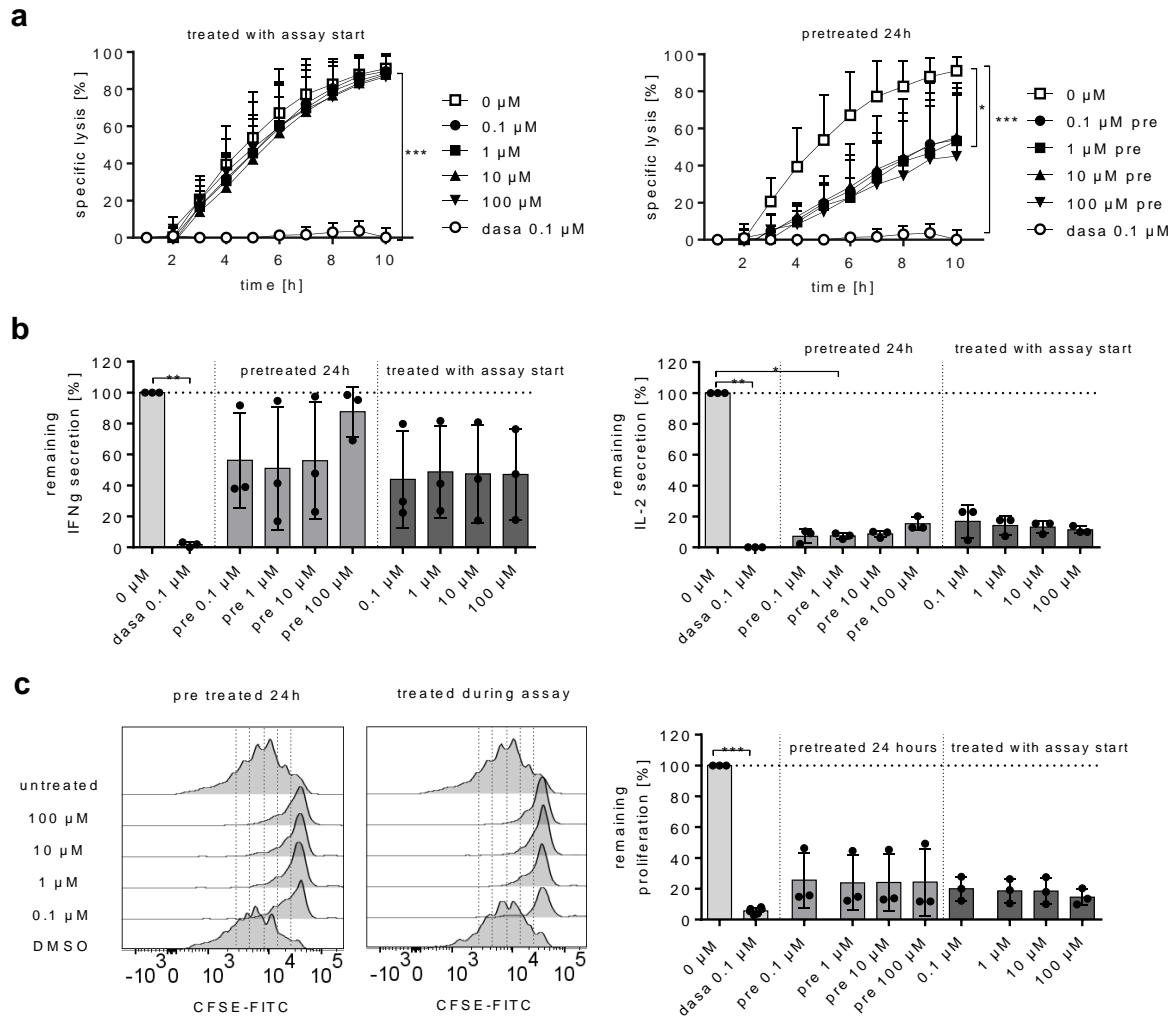 a
treated with assay start
specific lysis [%]
100
80
60
40
20
0
2
4
6
8
10
time [h]
***
0 µM
0.1 µM
1 µM
10 µM
100 µM
dasa 0.1 µM
pretreated 24h
specific lysis [%]
100
80
60
40
20
0
2
4
6
8
10
time [h]
*
***
0 µM
0.1 µM pre
1 µM pre
10 µM pre
100 µM pre
dasa 0.1 µM
b
remaining
IFNg secretion [%]
120
100
80
60
40
20
0
**
pretreated 24h
treated with assay start
0 µM
dasa 0.1 µM
pre 0.1 µM
pre 1 µM
pre 10 µM
pre 100 µM
0.1 µM
1 µM
10 µM
100 µM
remaining
IL-2 secretion [%]
120
100
80
60
40
20
0
pretreated 24h
treated with assay start
*
**
0 µM
dasa 0.1 µM
pre 0.1 µM
pre 1 µM
pre 10 µM
pre 100 µM
0.1 µM
1 µM
10 µM
100 µM
c
pre treated 24h
treated during assay
untreated
100 µM
10 µM
1 µM
0.1 µM
DMSO
-10³ 0 10³ 10⁴ 10⁵
CFSE-FITC
-10³ 0 10³ 10⁴ 10⁵
CFSE-FITC
remaining
proliferation [%]
120
100
80
60
40
20
0
***
pretreated 24 hours
treated with assay start
0 µM
dasa 0.1 µM
pre 0.1 µM
pre 1 µM
pre 10 µM
pre 100 µM
0.1 µM
1 µM
10 µM
100 µM